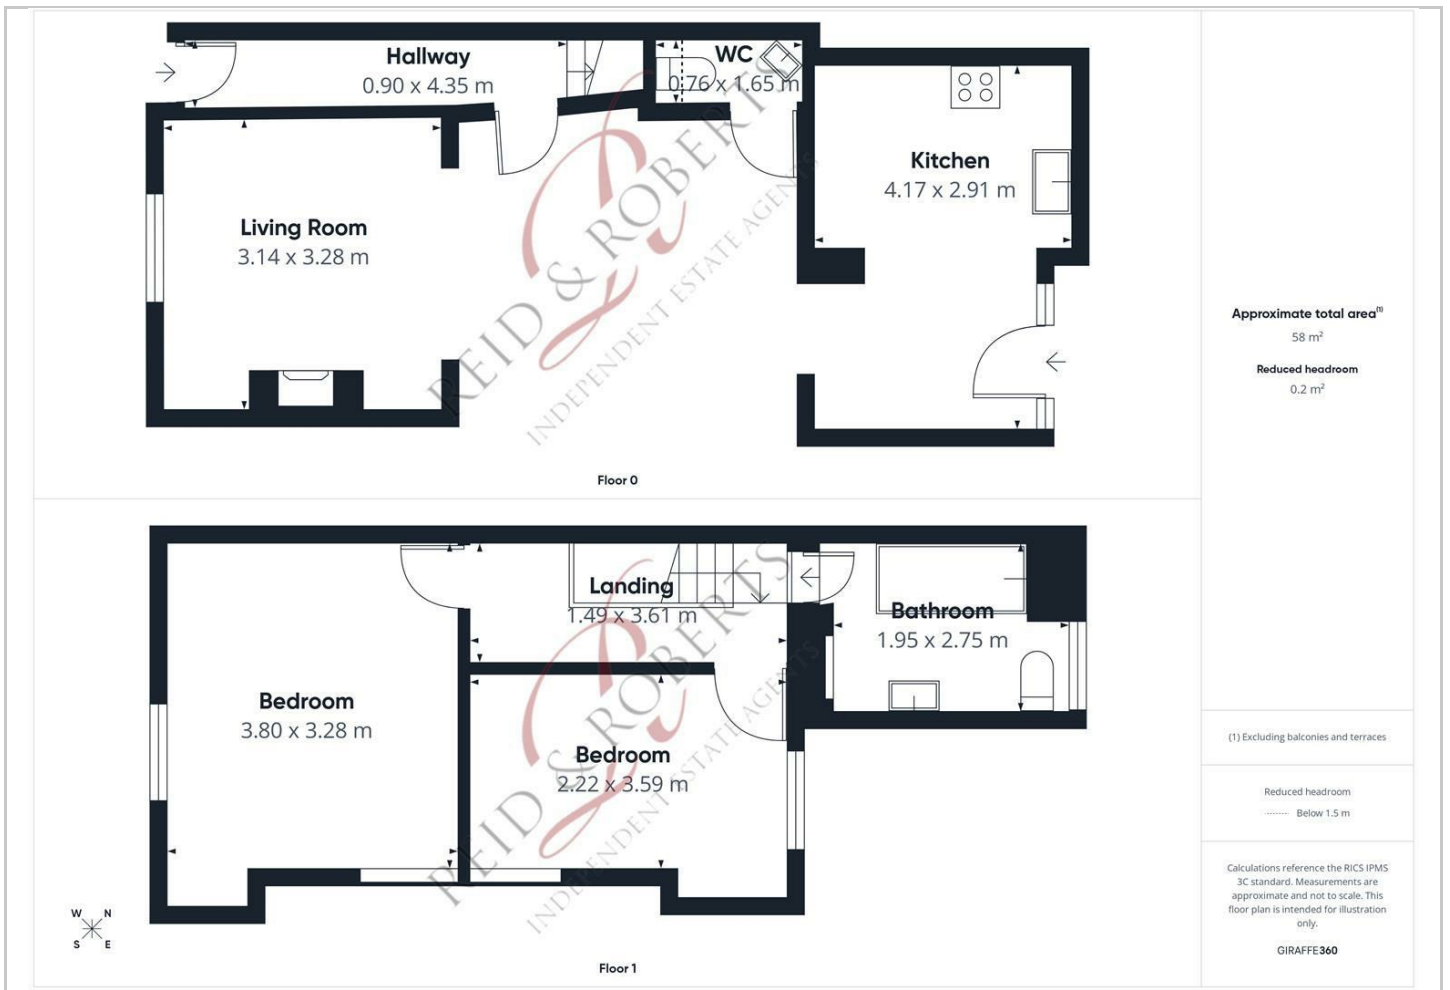 Hallway
0.90 x 4.35 m
WC
0.76 x 1.65 m
Kitchen
4.17 x 2.91 m
Living Room
3.14 x 3.28 m
REID & ROBERTS
INDEPENDENT ESTATE AGENTS
Floor 0
Landing
1.49 x 3.61 m
Bathroom
1.95 x 2.75 m
Bedroom
3.80 x 3.28 m
Bedroom
2.22 x 3.59 m
REID & ROBERTS
INDEPENDENT ESTATE AGENTS
W N
S E
Floor 1
Approximate total area(1)
58 m²
Reduced headroom
0.2 m²
(1) Excluding balconies and terraces
Reduced headroom
Below 1.5 m
Calculations reference the RICS IPMS
3C standard. Measurements are
approximate and not to scale. This
floor plan is intended for illustration
only.
GIRAFFE360